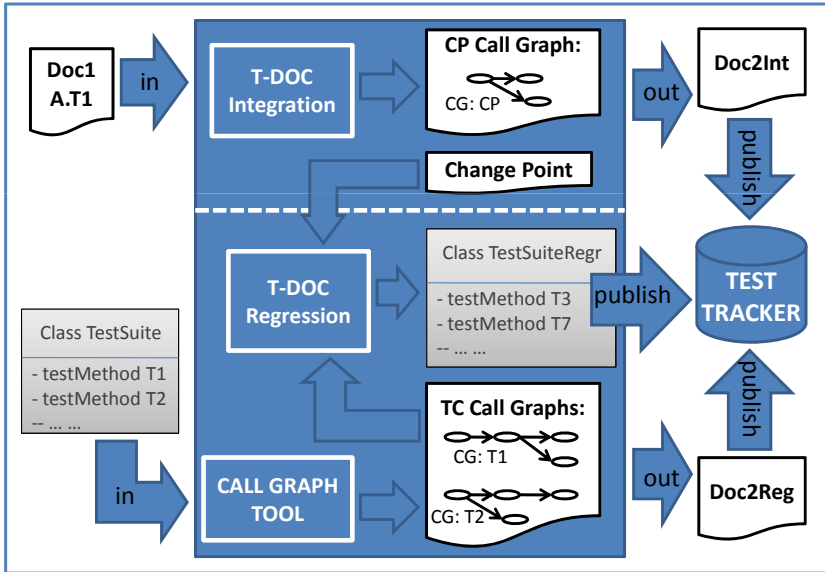 Doc1
A.T1
in
T-DOC
Integration
CP Call Graph:
CG: CP
out
Doc2Int
publish
Change Point
T-DOC
Regression
Class TestSuiteRegr
- testMethod T3
- testMethod T7
-- ... ...
publish
TEST
TRACKER
Class TestSuite
- testMethod T1
- testMethod T2
-- ... ...
in
CALL GRAPH
TOOL
TC Call Graphs:
CG: T1
CG: T2
out
Doc2Reg
publish